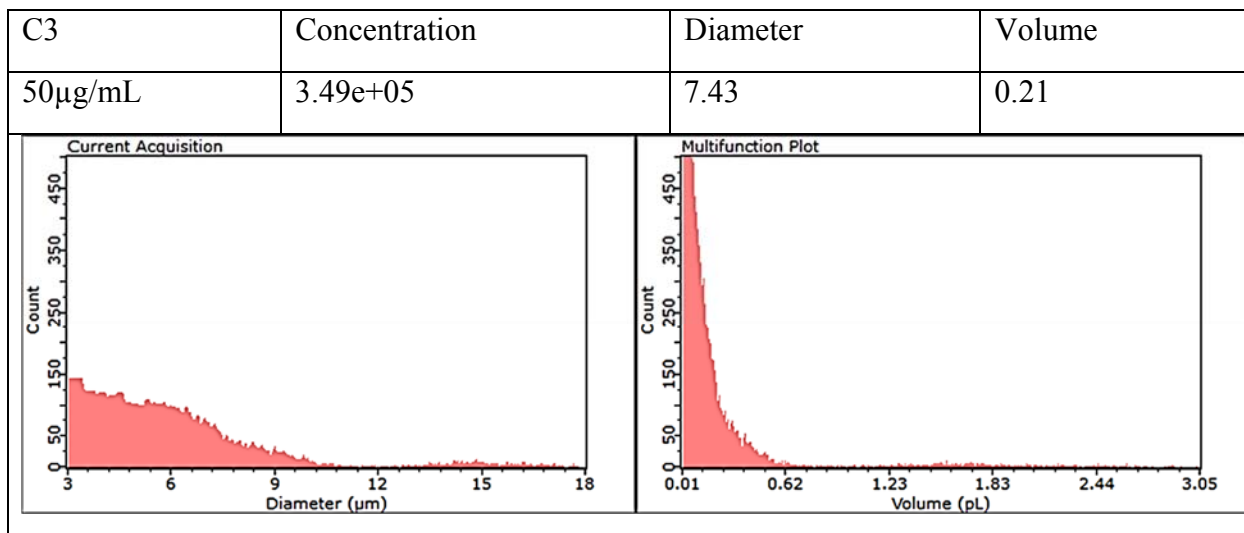 C3 Concentration Diameter Volume
50µg/mL 3.49e+05 7.43 0.21
Current Acquisition
Count
450
350
250
150
50
0
3 6 9 12 15 18
Diameter (µm)
Multifunction Plot
Count
450
350
250
150
50
0
0.01 0.62 1.23 1.83 2.44 3.05
Volume (pL)